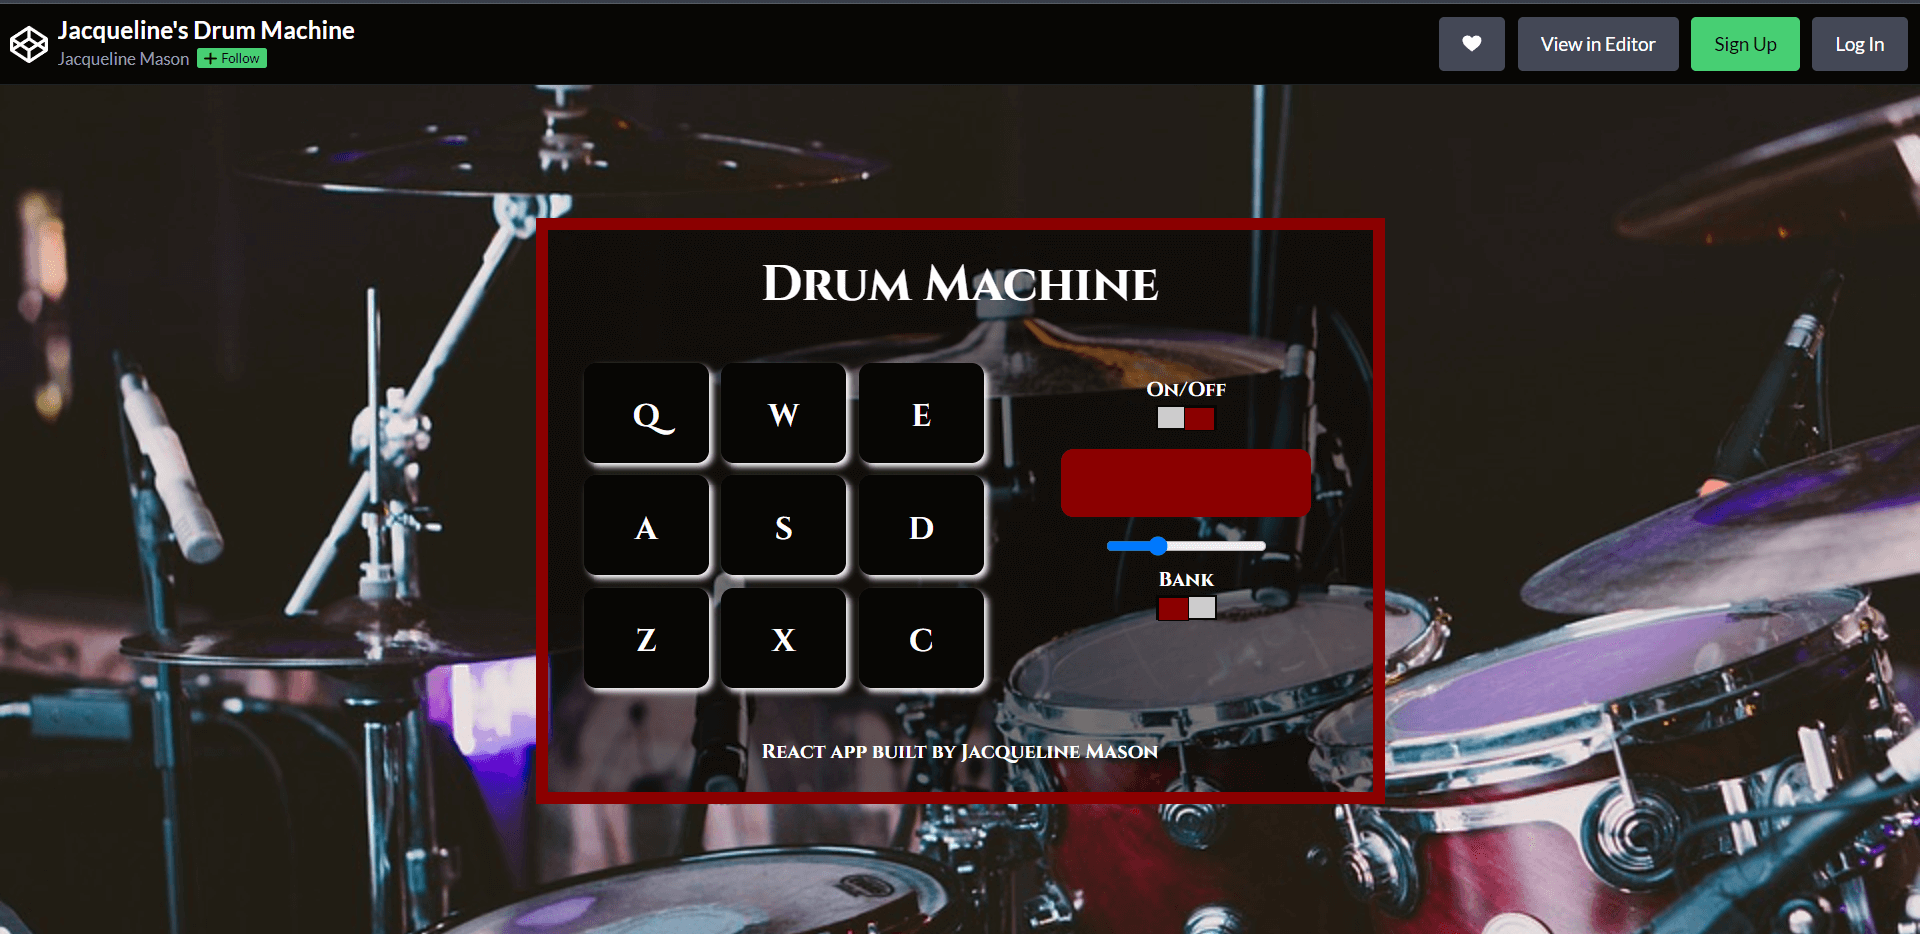 Jacqueline's Drum Machine
Jacqueline Mason + Follow
View in Editor
Sign Up
Log In
Drum Machine
Q W E
A S D
Z X C
On/Off
Bank
React app built by Jacqueline Mason